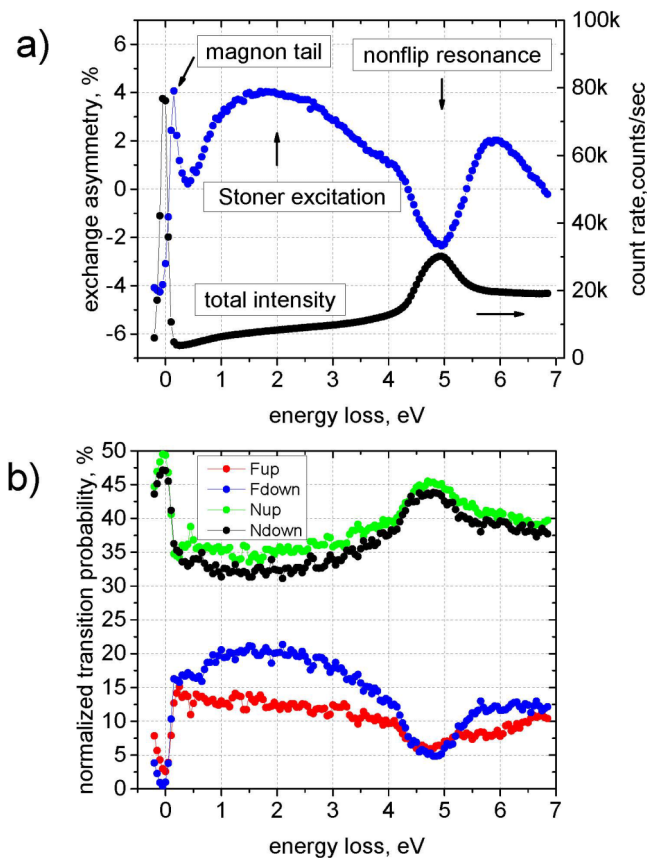 a)
exchange asymmetry, %
6
4
2
0
-2
-4
-6
magnon tail
nonflip resonance
Stoner excitation
total intensity
100k
80k
60k
40k
20k
0
count rate,counts/sec
0 1 2 3 4 5 6 7
energy loss, eV
b)
normalized transition probability, %
50
45
40
35
30
25
20
15
10
5
0
Fup
Fdown
Nup
Ndown
0 1 2 3 4 5 6 7
energy loss, eV